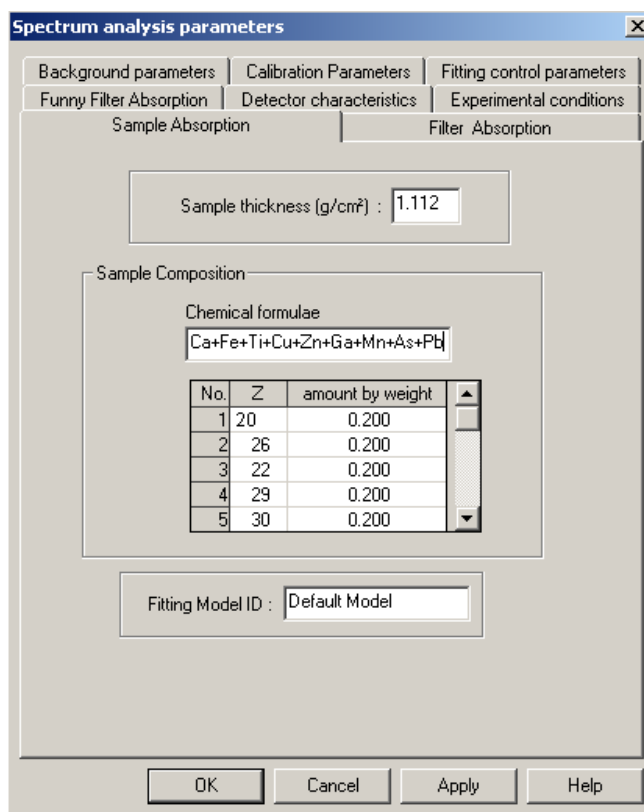 Spectrum analysis parameters
Background parameters Calibration Parameters Fitting control parameters
Funny Filter Absorption Detector characteristics Experimental conditions
Sample Absorption Filter Absorption
Sample thickness (g/cm²) : 1.112
Sample Composition
Chemical formulae
Ca+Fe+Ti+Cu+Zn+Ga+Mn+As+Pb
No. Z amount by weight
1 20 0.200
2 26 0.200
3 22 0.200
4 29 0.200
5 30 0.200
Fitting Model ID : Default Model
OK Cancel Apply Help